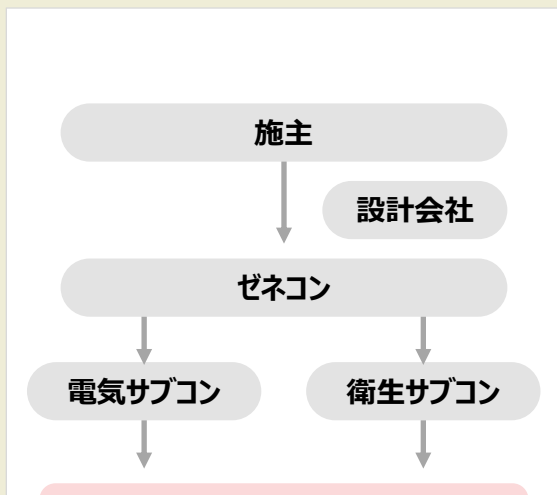 施主
設計会社
ゼネコン
電気サブコン
衛生サブコン